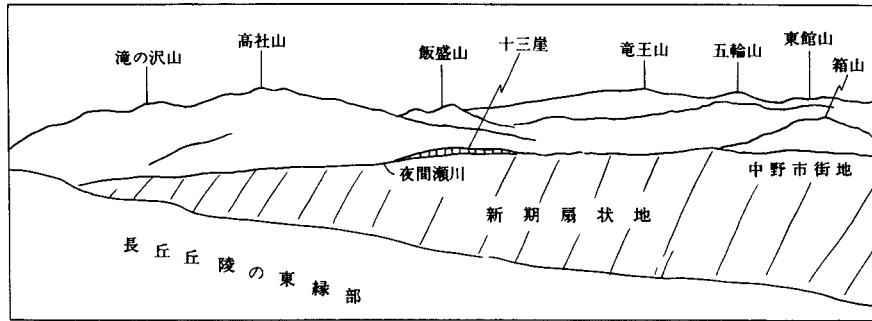 滝の沢山
高社山
飯盛山
十三崖
竜王山
五輪山
東館山
箱山
夜間瀬川
中野市街地
新期扇状地
長丘丘陵の東縁部